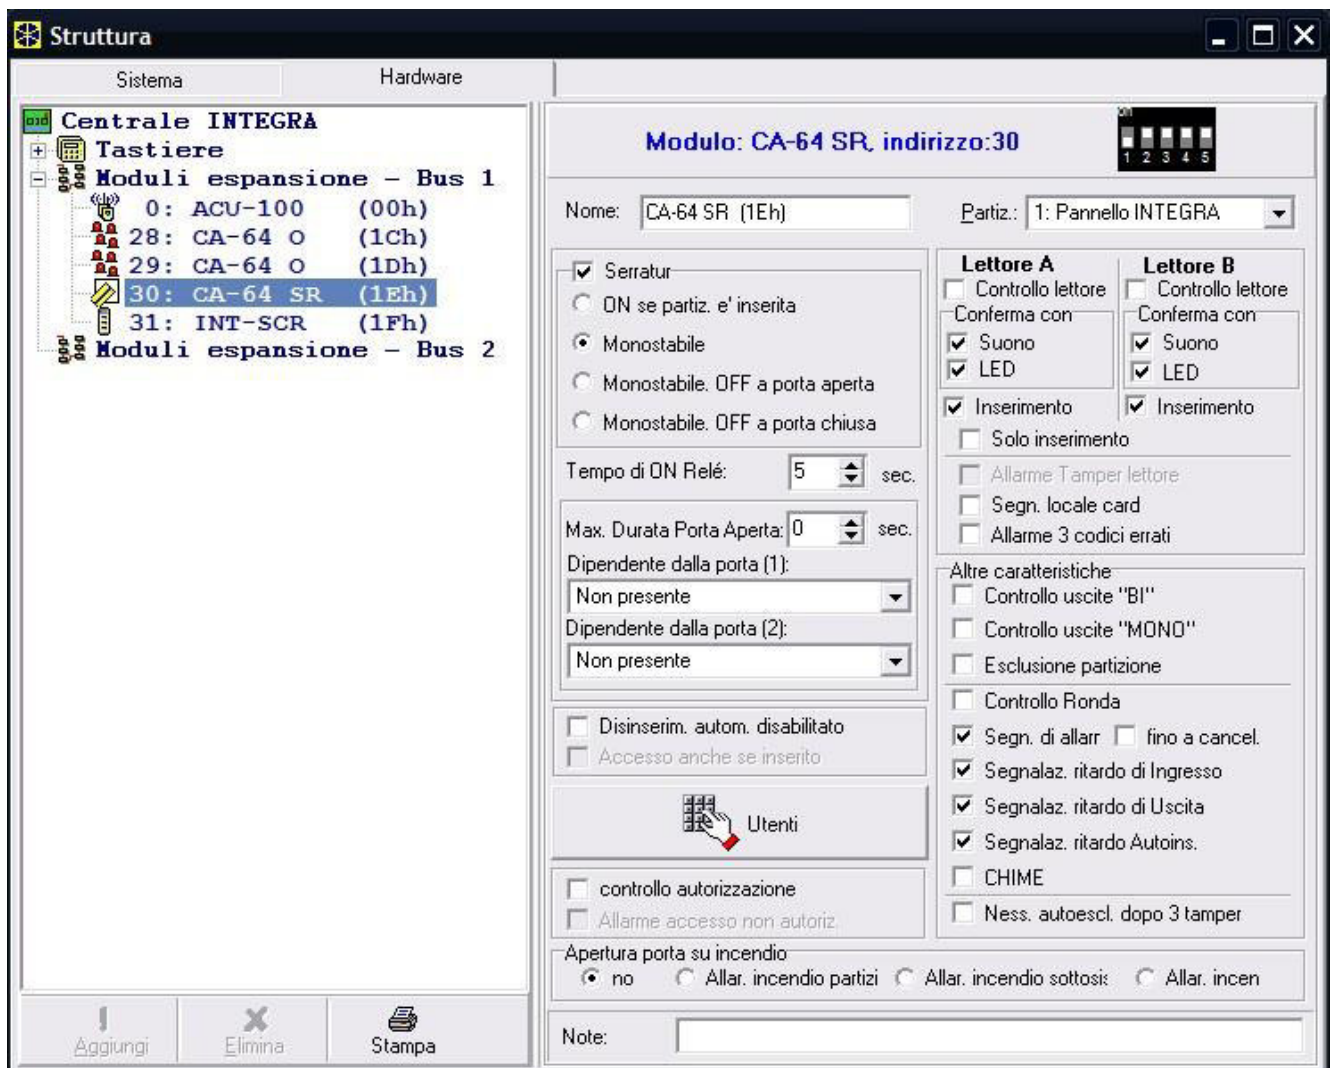 Struttura
Sistema
Hardware
Centrale INTEGRA
Tastiere
Moduli espansione - Bus 1
0: ACU-100 (00h)
28: CA-64 O (1Ch)
29: CA-64 O (1Dh)
30: CA-64 SR (1Eh)
31: INT-SCR (1Fh)
Moduli espansione - Bus 2
Aggiungi
Elimina
Stampa
Modulo: CA-64 SR, indirizzo:30
on
1 2 3 4 5
Nome: CA-64 SR (1Eh)
Partiz.: 1: Pannello INTEGRA
Serratur
ON se partiz. e' inserita
Monostabile
Monostabile. OFF a porta aperta
Monostabile. OFF a porta chiusa
Tempo di ON Relé: 5 sec.
Max. Durata Porta Aperta: 0 sec.
Dipendente dalla porta (1):
Non presente
Dipendente dalla porta (2):
Non presente
Disinserim. autom. disabilitato
Accesso anche se inserito
Utenti
controllo autorizzazione
Allarme accesso non autoriz.
Lettore A
Controllo lettore
Conferma con
Suono
LED
Inserimento
Lettore B
Controllo lettore
Conferma con
Suono
LED
Inserimento
Solo inserimento
Allarme Tamper lettore
Segn. locale card
Allarme 3 codici errati
Altre caratteristiche
Controllo uscite "BI"
Controllo uscite "MONO"
Esclusione partizione
Controllo Ronda
Segn. di allarr fino a cancel.
Segnalaz. ritardo di Ingresso
Segnalaz. ritardo di Uscita
Segnalaz. ritardo Autoins.
CHIME
Ness. autoescl. dopo 3 tamper
Apertura porta su incendio
no Allar. incendio partizi Allar. incendio sottosis Allar. incen
Note: